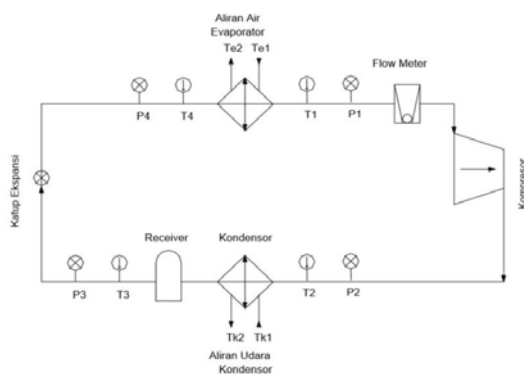 Aliran Air
Evaporator
Te2 Te1
Flow Meter
P4 T4 T1 P1
Katup Ekspansi
Kompresor
Receiver Kondensor
P3 T3 T2 P2
Tk2 Tk1
Aliran Udara
Kondensor